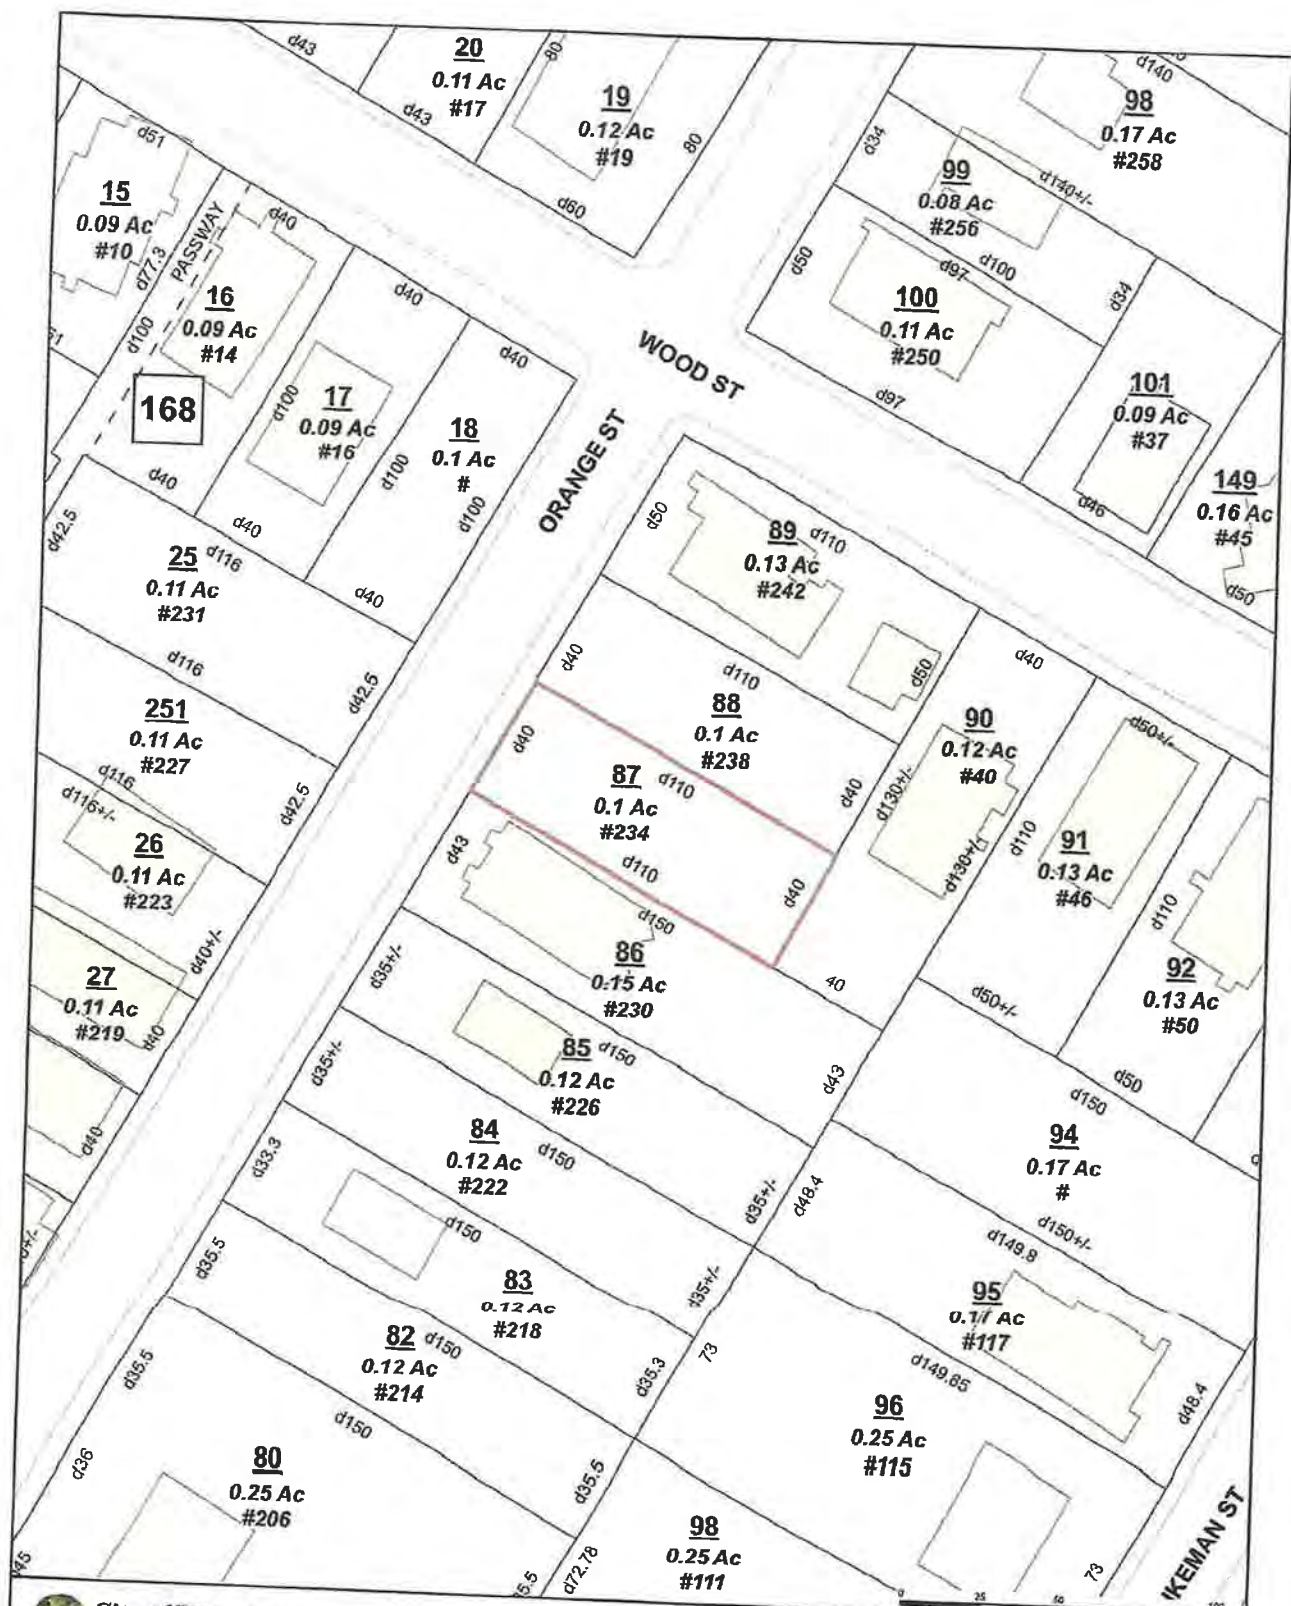 d43
20
0.11 Ac
#17
d43
80
19
0.12 Ac
#19
80
d60
d140
98
0.17 Ac
#258
d34
99
0.08 Ac
#256
d140+/-
d50
d97
d100
100
0.11 Ac
#250
d34
d97
101
0.09 Ac
#37
d46
149
0.16 Ac
#45
d50
d51
15
0.09 Ac
#10
d77.3
PASSWAY
d40
16
0.09 Ac
#14
d100
168
d40
d100
17
0.09 Ac
#16
d40
d100
d40
18
0.1 Ac
#
d100
d40
d40
WOOD ST
ORANGE ST
d42.5
25
0.11 Ac
#231
d116
d116
d42.5
251
0.11 Ac
#227
d116
d42.5
d116+/-
26
0.11 Ac
#223
d40+/-
27
0.11 Ac
#219
d40
d40
d50
89
0.13 Ac
#242
d110
d50
d40
d110
88
0.1 Ac
#238
d40
d40
87
0.1 Ac
#234
d110
d110
d40
d40
90
0.12 Ac
#40
d130+/-
d130+/-
d50+/-
91
0.13 Ac
#46
d110
d110
92
0.13 Ac
#50
d43
d150
86
0.15 Ac
#230
40
d43
d50+/-
d50
d35+/-
85
0.12 Ac
#226
d150
d150
94
0.17 Ac
#
d35+/-
84
0.12 Ac
#222
d150
d35+/-
d48.4
d150+/-
d149.8
d33.3
d150
83
0.12 Ac
#218
d35+/-
95
0.17 Ac
#117
d48.4
d35.5
82
0.12 Ac
#214
d150
d35.3
73
d149.85
96
0.25 Ac
#115
d35.5
d150
d36
80
0.25 Ac
#206
d35.5
d72.78
98
0.25 Ac
#111
73
IKEMAN ST
25